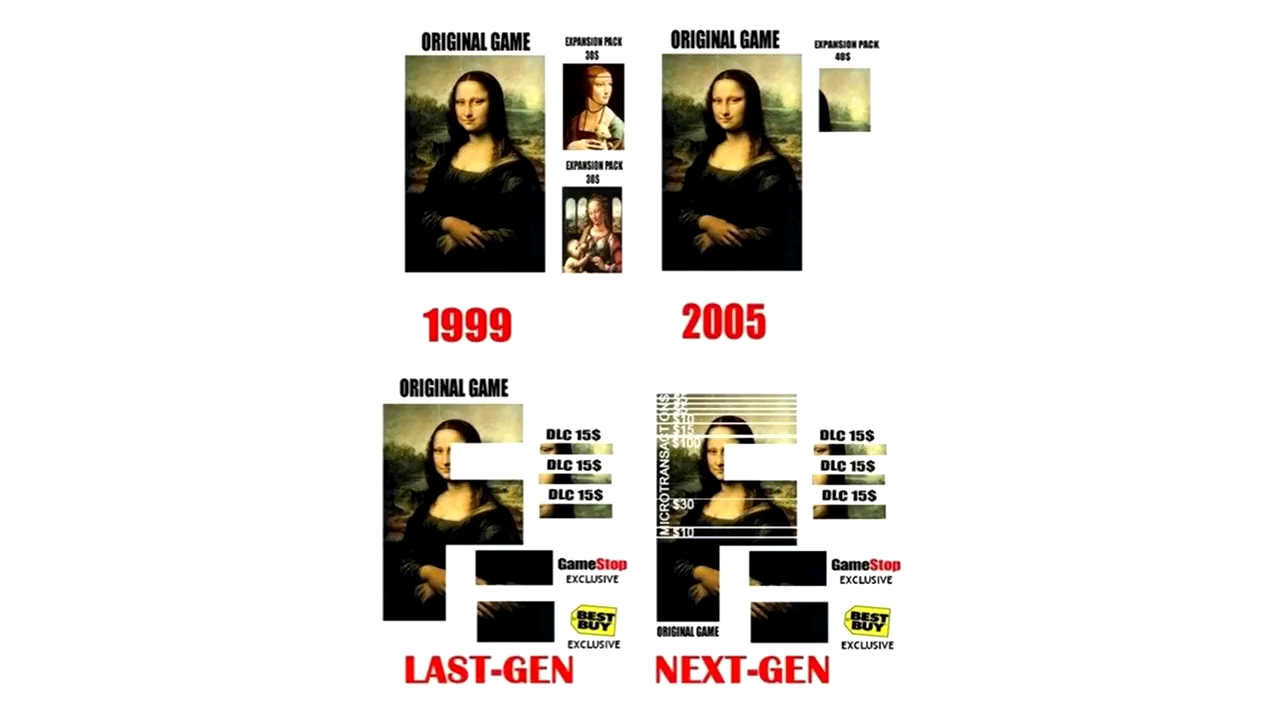 ORIGINAL GAME
EXPANSION PACK
30$
EXPANSION PACK
30$
1999
ORIGINAL GAME
EXPANSION PACK
40$
2005
ORIGINAL GAME
DLC 15$
DLC 15$
DLC 15$
GameStop
EXCLUSIVE
BEST
BUY
EXCLUSIVE
LAST-GEN
MICROTRANSACTIONS
$10
$15
$100
$30
$10
DLC 15$
DLC 15$
DLC 15$
GameStop
EXCLUSIVE
BEST
BUY
EXCLUSIVE
ORIGINAL GAME
NEXT-GEN